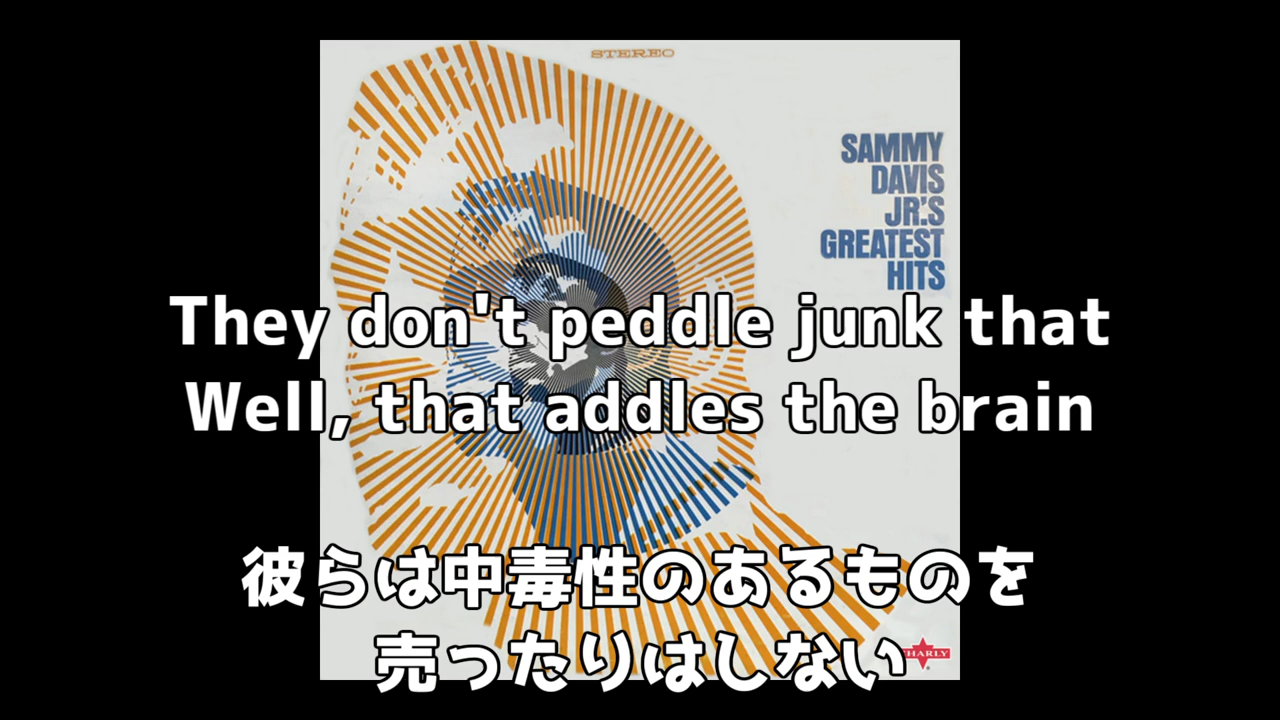 STEREO
SAMMY
DAVIS
JR.'S
GREATEST
HITS
They don't peddle junk that
Well, that addles the brain
彼らは中毒性のあるものを
売ったりはしない
CHARLY